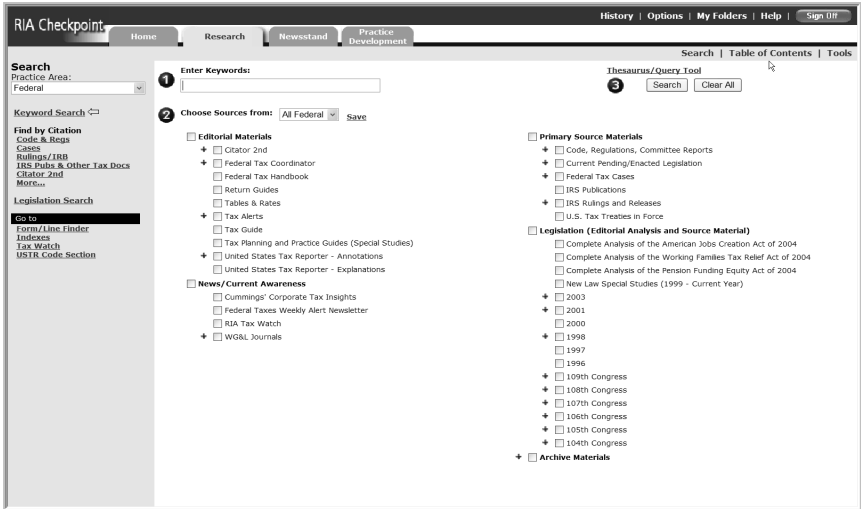 RIA Checkpoint
History | Options | My Folders | Help | Sign Off
Home
Research
Newsstand
Practice
Development
Search | Table of Contents | Tools
Search
Practice Area:
Federal
Keyword Search
Find by Citation
Code & Regs
Cases
Rulings/IRB
IRS Pubs & Other Tax Docs
Citator 2nd
More...
Legislation Search
Go to
Form/Line Finder
Indexes
Tax Watch
USTR Code Section
1 Enter Keywords:
Thesaurus/Query Tool
3 Search Clear All
2 Choose Sources from: All Federal Save
Editorial Materials
Citator 2nd
Federal Tax Coordinator
Federal Tax Handbook
Return Guides
Tables & Rates
Tax Alerts
Tax Guide
Tax Planning and Practice Guides (Special Studies)
United States Tax Reporter - Annotations
United States Tax Reporter - Explanations
News/Current Awareness
Cummings' Corporate Tax Insights
Federal Taxes Weekly Alert Newsletter
RIA Tax Watch
WG&L Journals
Primary Source Materials
Code, Regulations, Committee Reports
Current Pending/Enacted Legislation
Federal Tax Cases
IRS Publications
IRS Rulings and Releases
U.S. Tax Treaties in Force
Legislation (Editorial Analysis and Source Material)
Complete Analysis of the American Jobs Creation Act of 2004
Complete Analysis of the Working Families Tax Relief Act of 2004
Complete Analysis of the Pension Funding Equity Act of 2004
New Law Special Studies (1999 - Current Year)
2003
2001
2000
1998
1997
1996
109th Congress
108th Congress
107th Congress
106th Congress
105th Congress
104th Congress
Archive Materials